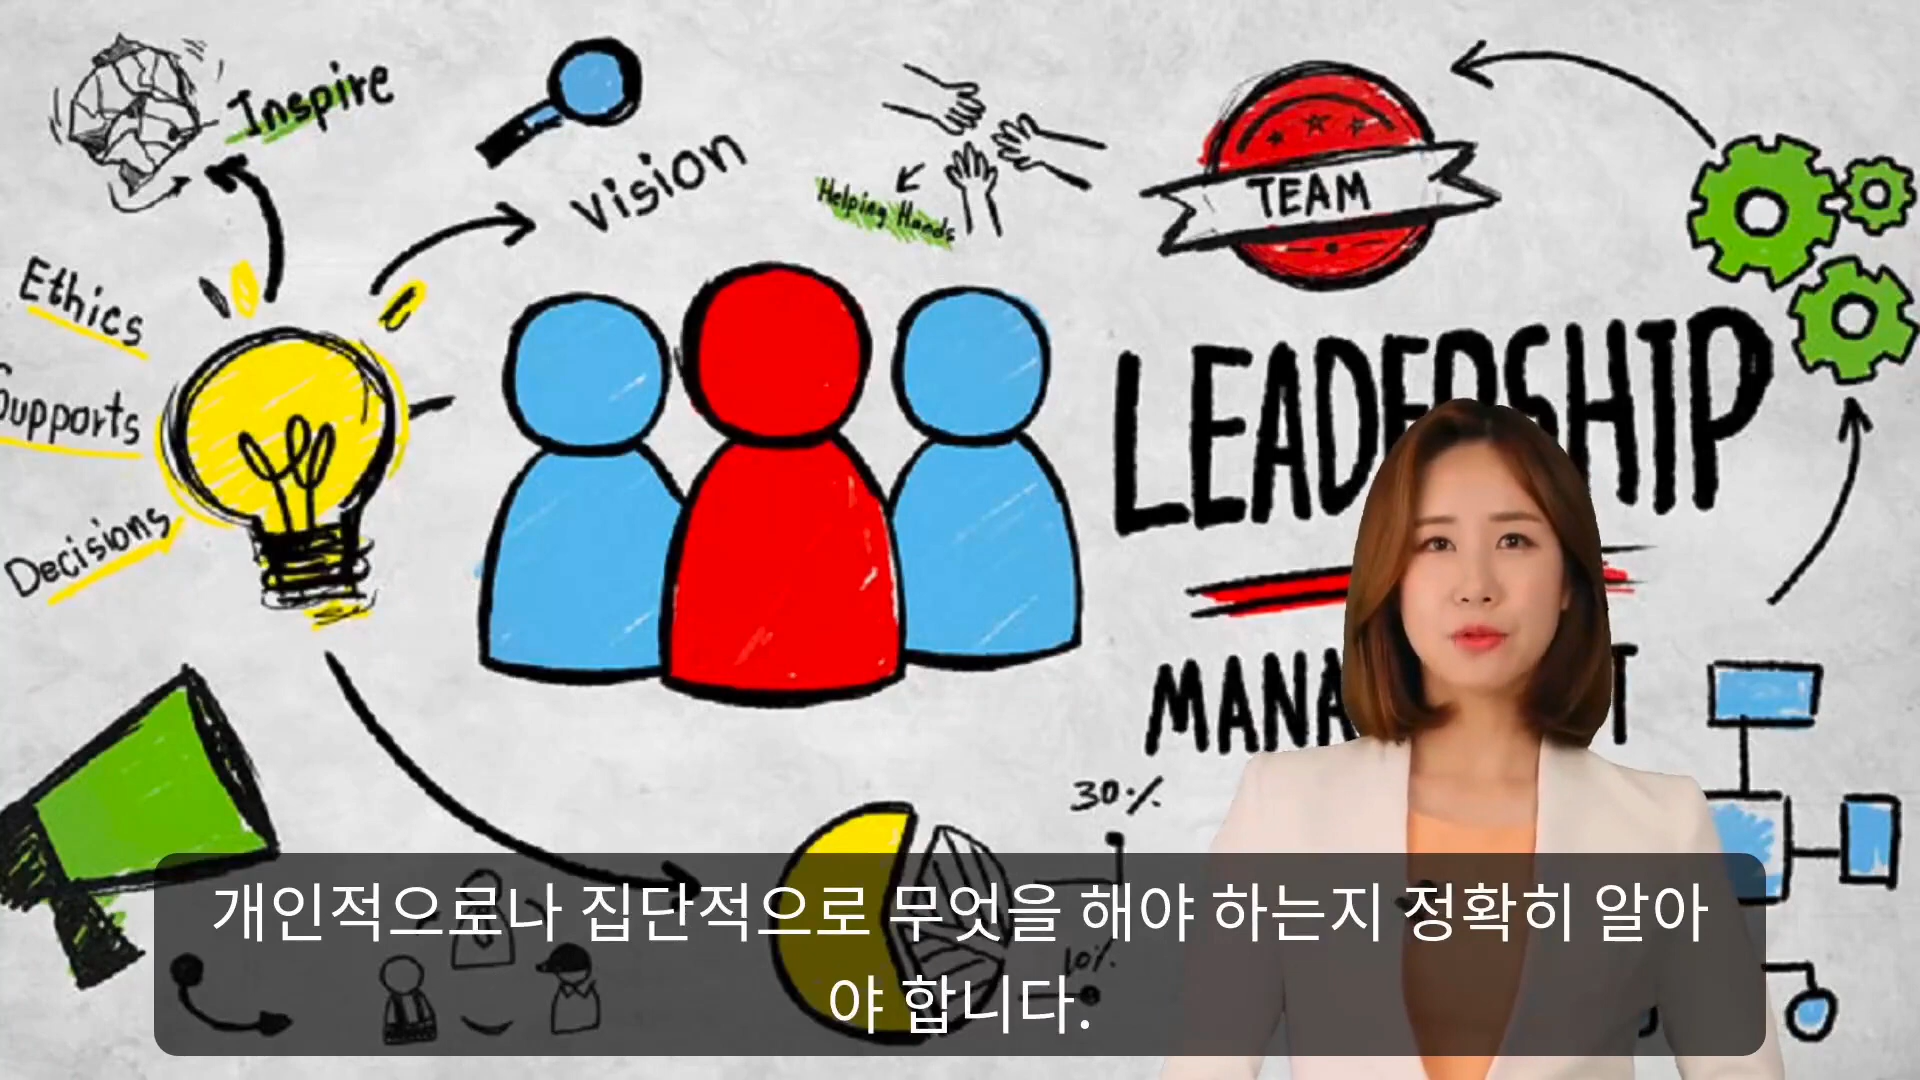 Inspire
Vision
Helping Hands
TEAM
Ethics
Supports
Decisions
LEADERSHIP
30%
10%
개인적으로나 집단적으로 무엇을 해야 하는지 정확히 알아
야 합니다.